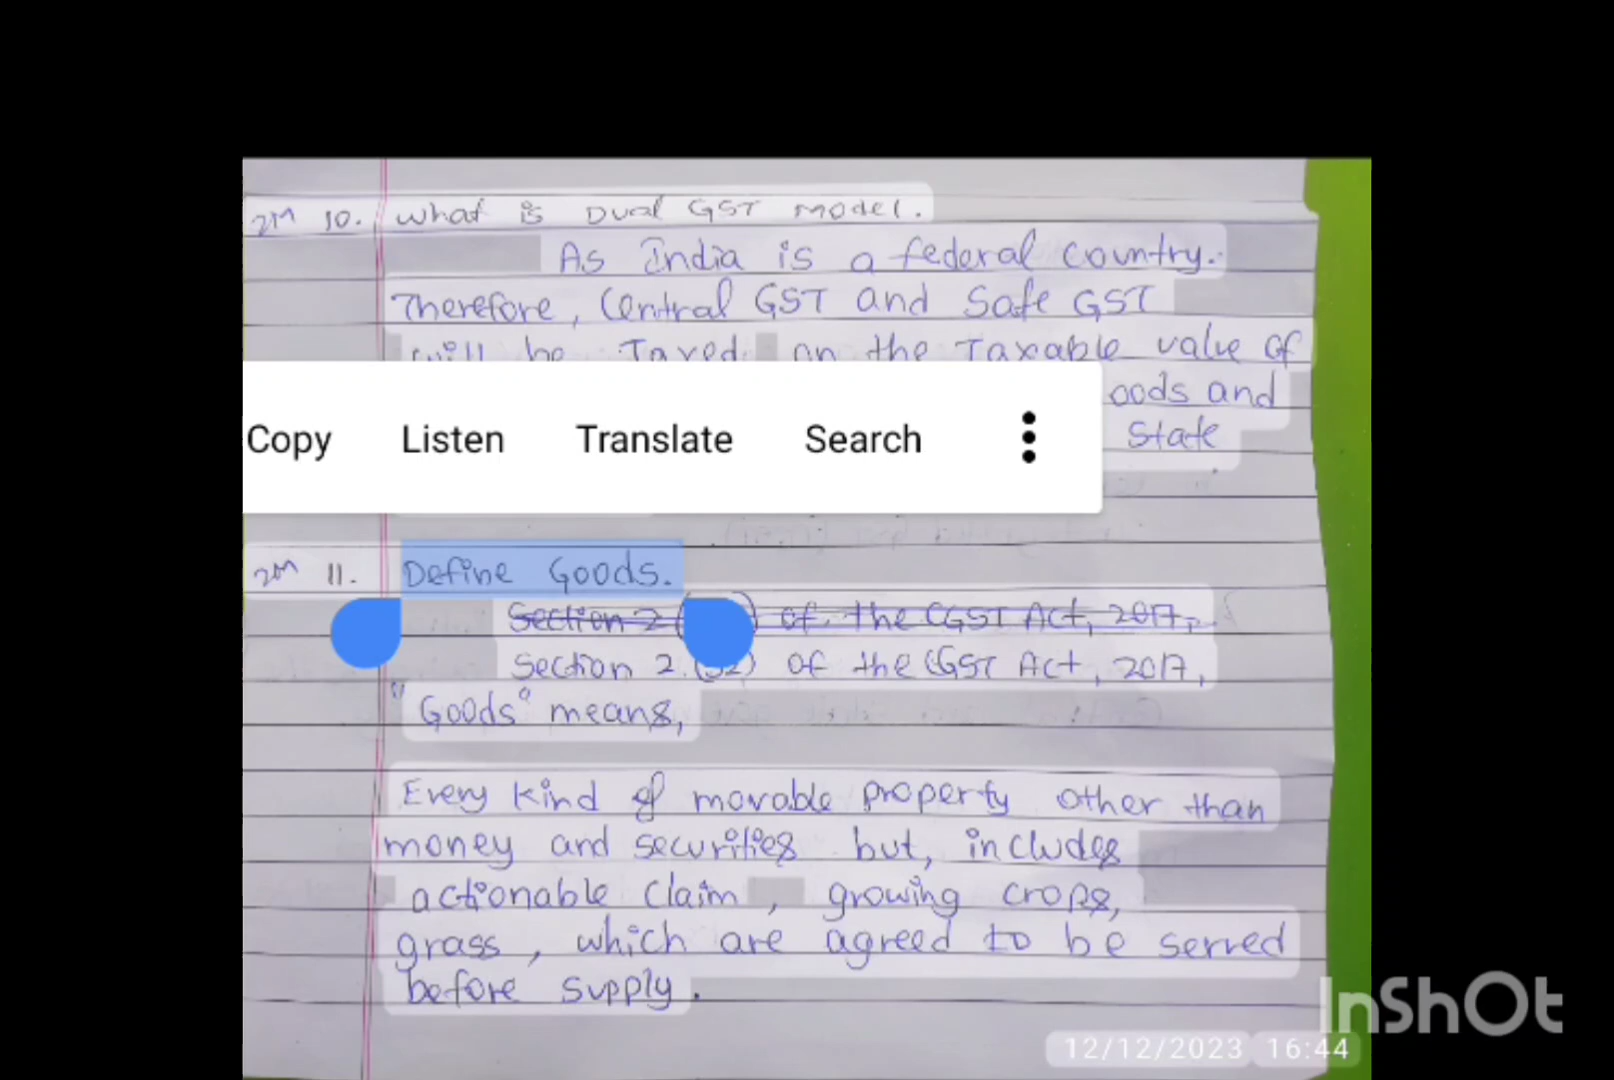 2M 10. What is Dual GST model.
As India is a federal country.
Therefore, Central GST and Safe GST
will be Taxed on the Taxable value of
oods and
Copy Listen Translate Search
State
2M 11. Define Goods.
Section 2 ( ) of the CGST Act, 2017,
Section 2.(52) of the CGST Act, 2017,
"Goods" means,
Every kind of movable property other than
money and securities but, includes
actionable claim, growing crops,
grass, which are agreed to be served
before supply.
InShOt
12/12/2023 16:44